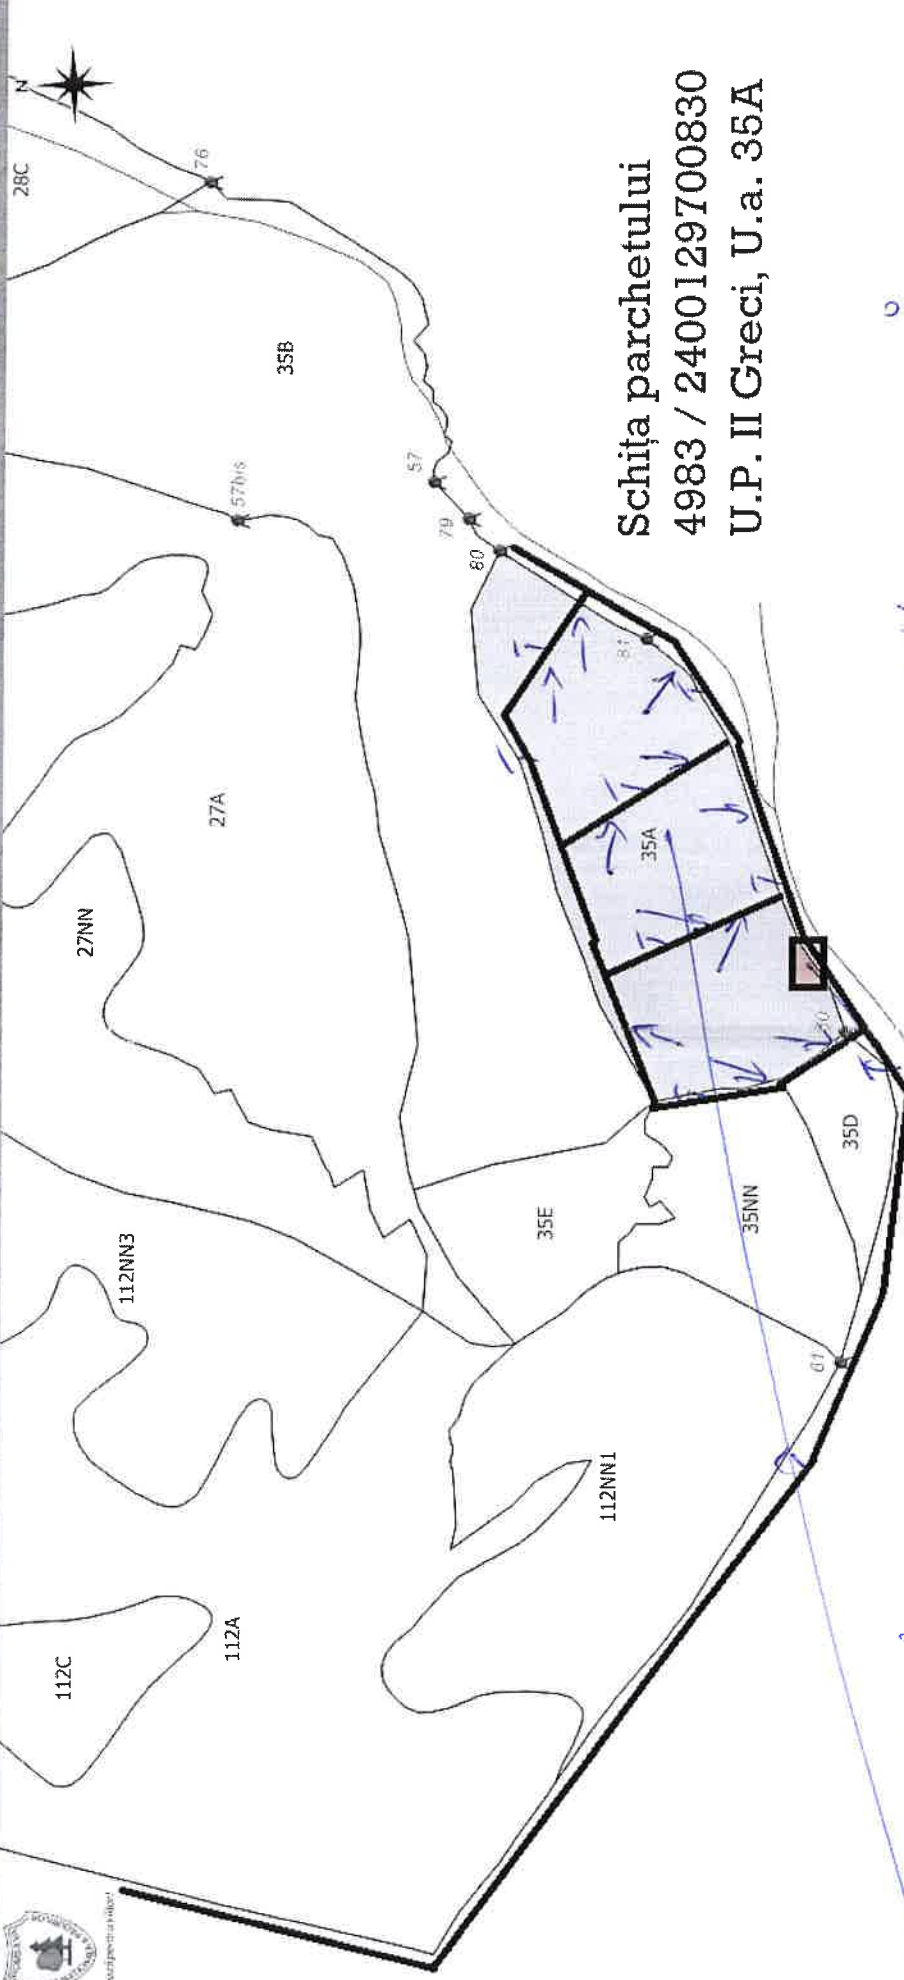 N
28C
76
35B
57bis
57
79
80
81
27A
27NN
35A
35D
35E
35NN
112NN3
61
112NN1
112A
112C
Schița parchetului
4983 / 2400129700830
U.P. II Greci, U.a. 35A